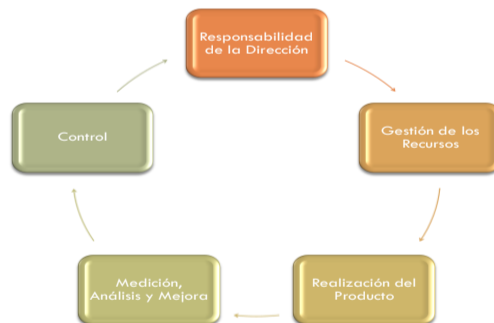 Responsabilidad
de la Dirección
Gestión de los
Recursos
Realización del
Producto
Medición,
Análisis y Mejora
Control